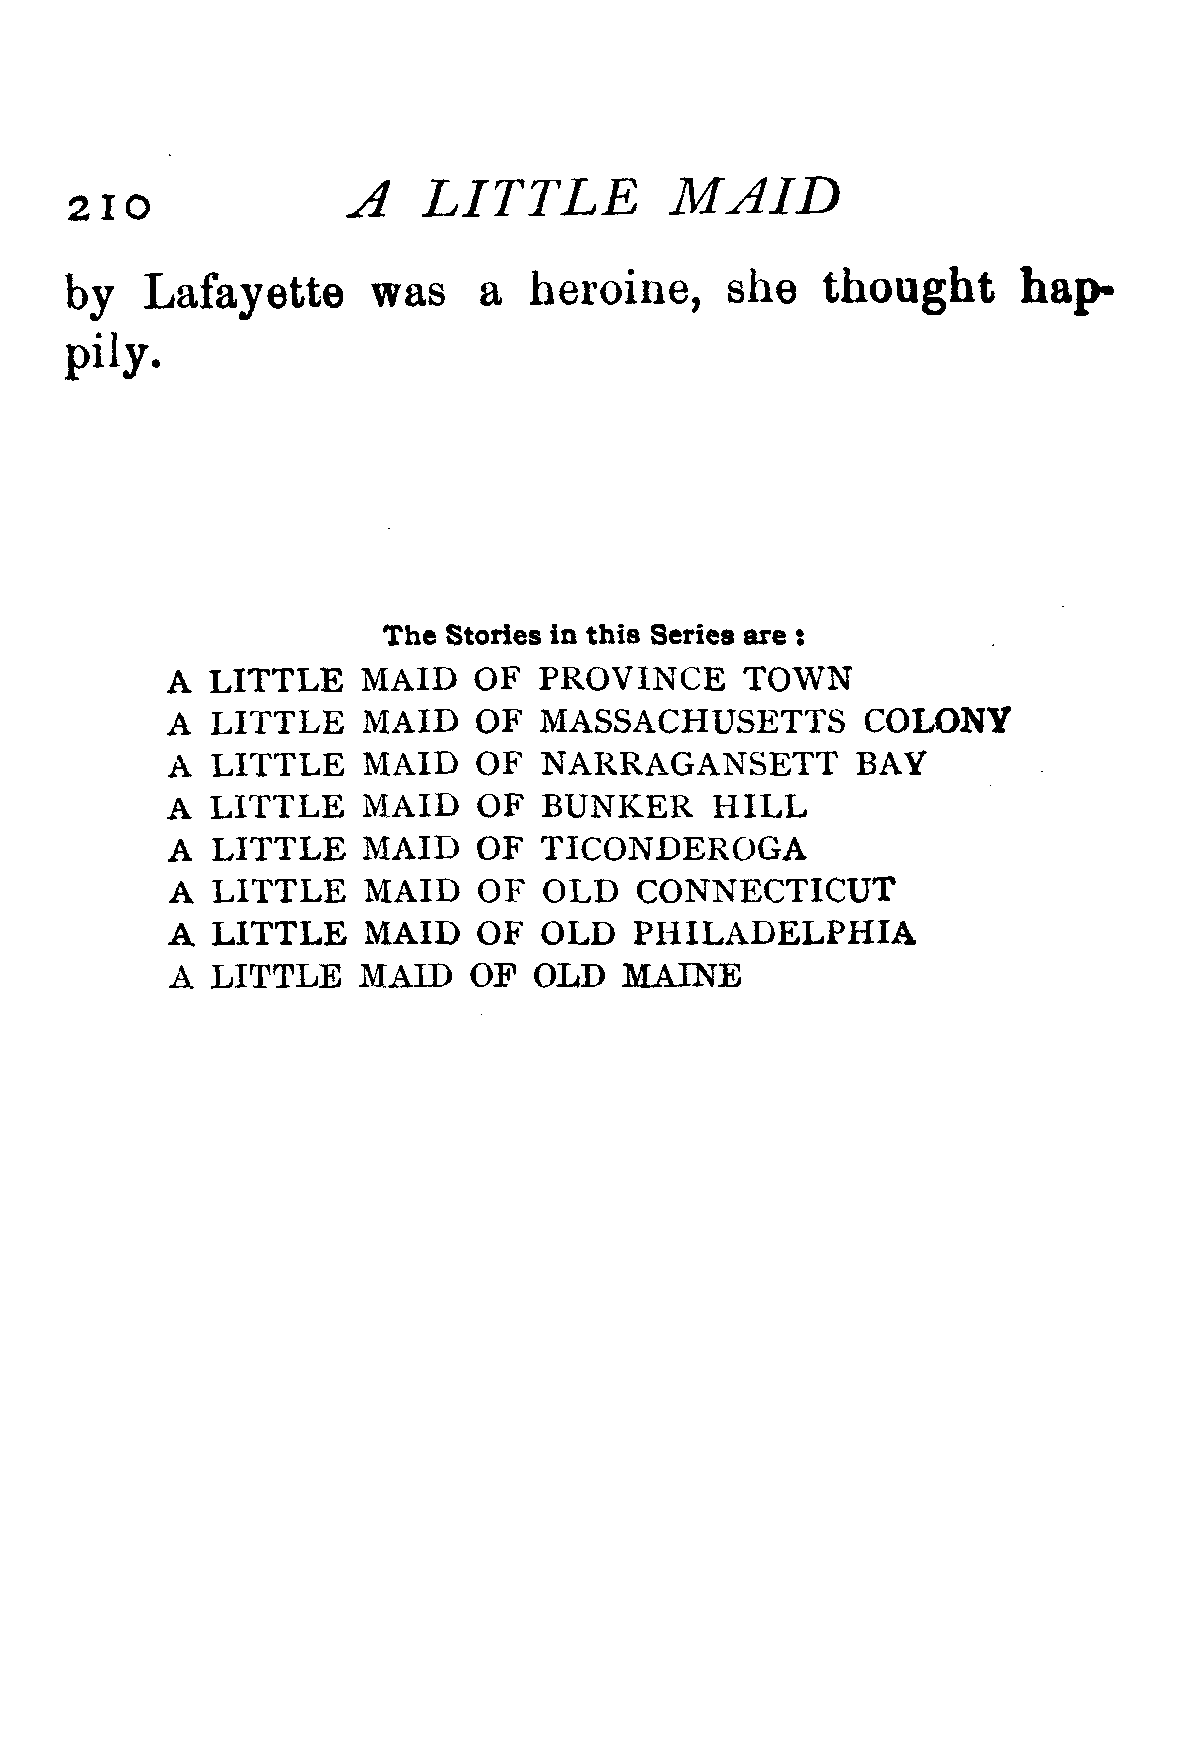 210 A LITTLE MAID
by Lafayette was a heroine, she thought hap-
pily.
The Stories in this Series are :
A LITTLE MAID OF PROVINCE TOWN
A LITTLE MAID OF MASSACHUSETTS COLONY
A LITTLE MAID OF NARRAGANSETT BAY
A LITTLE MAID OF BUNKER HILL
A LITTLE MAID OF TICONDEROGA
A LITTLE MAID OF OLD CONNECTICUT
A LITTLE MAID OF OLD PHILADELPHIA
A LITTLE MAID OF OLD MAINE